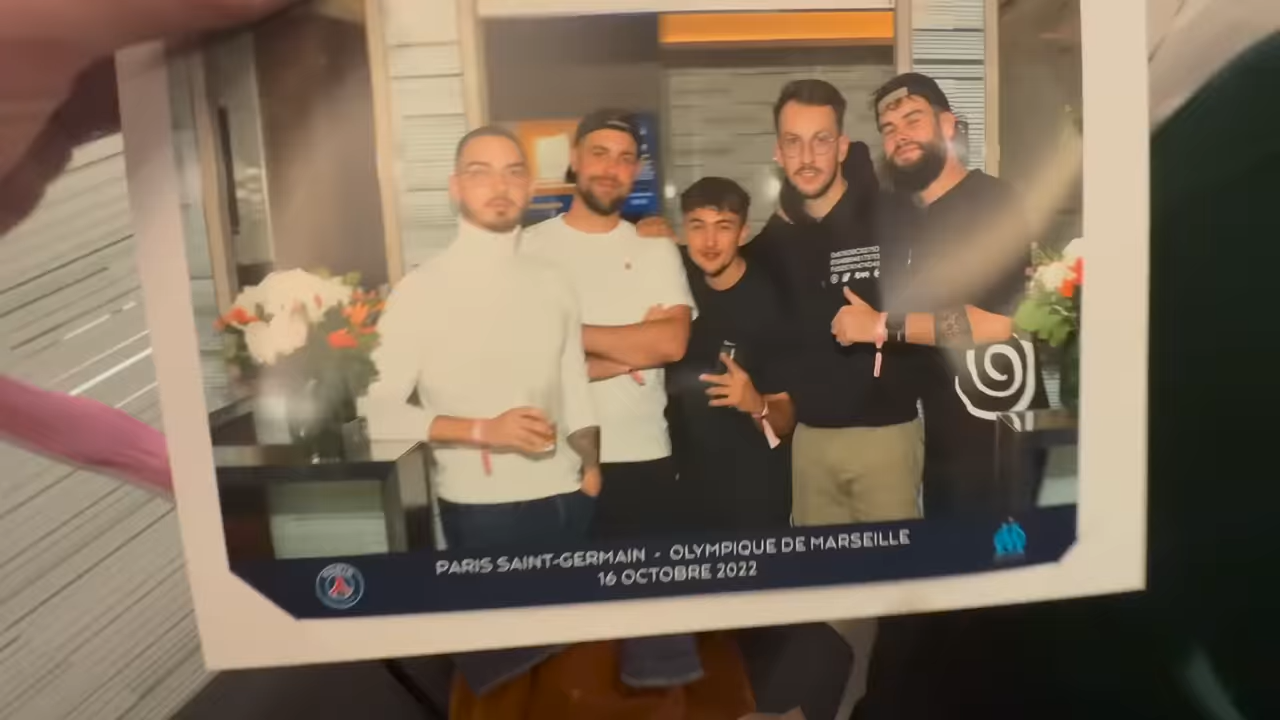 PARIS SAINT-GERMAIN - OLYMPIQUE DE MARSEILLE
16 OCTOBRE 2022